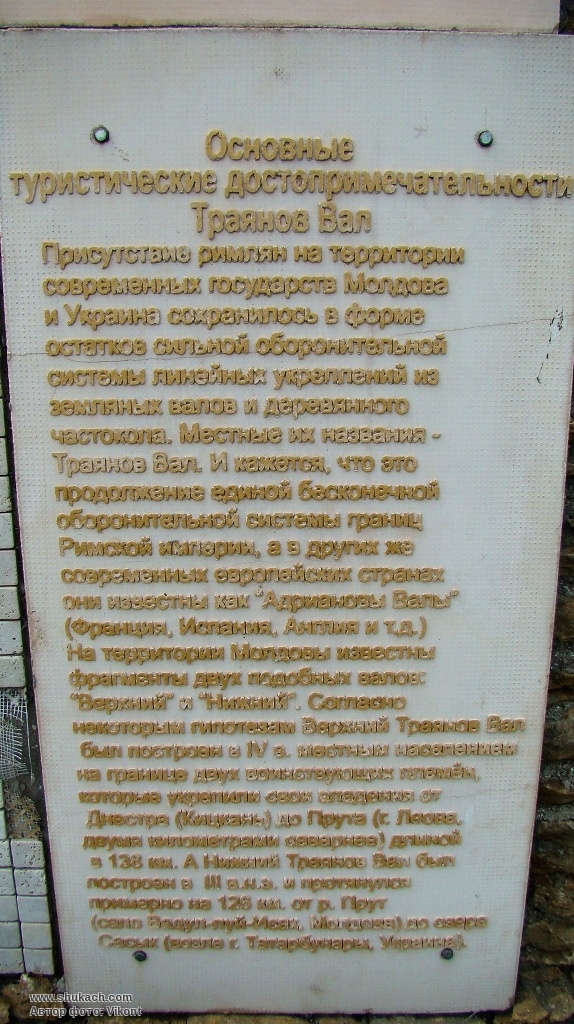 Основные
туристические достопримечательности
Траянов Вал
Присутствие римлян на территории
современных государств Молдова
и Украина сохранилось в форме
остатков сильной оборонительной
системы линейных укреплений из
земляных валов и деревянного
частокола. Местные их названия -
Траянов Вал. И кажется, что это
продолжение единой бесконечной
оборонительной системы границ
Римской империи, а в других же
современных европейских странах
они известны как "Адриановы Валы"
(Франция, Испания, Англия и т.д.)
На территории Молдовы известны
фрагменты двух подобных валов:
"Верхний" и "Нижний". Согласно
некоторым гипотезам Верхний Траянов Вал
был построен в IV в. местным населением
на границе двух воинствующих племён,
которые укрепили свои владения от
Днестра (Кицкань) до Прута (г. Леова,
двумя километрами севернее) длиной
в 138 км. А Нижний Траянов Вал был
построен в III в.н.э. и протянулся
примерно на 126 км. от р. Прут
(село Вадул-луй-Исак, Молдова) до озера
Сасык (возле г. Татарбунары, Украина).
www.shukach.com
Автор фото: Vikont